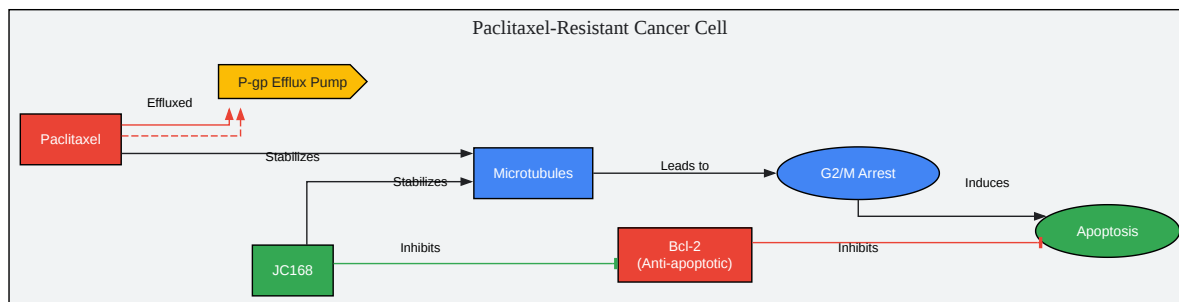 Paclitaxel-Resistant Cancer Cell
P-gp Efflux Pump
Effluxed
Paclitaxel
Stabilizes
Microtubules
Leads to
G2/M Arrest
Stabilizes
Induces
Apoptosis
JC168
Inhibits
Bcl-2
(Anti-apoptotic)
Inhibits